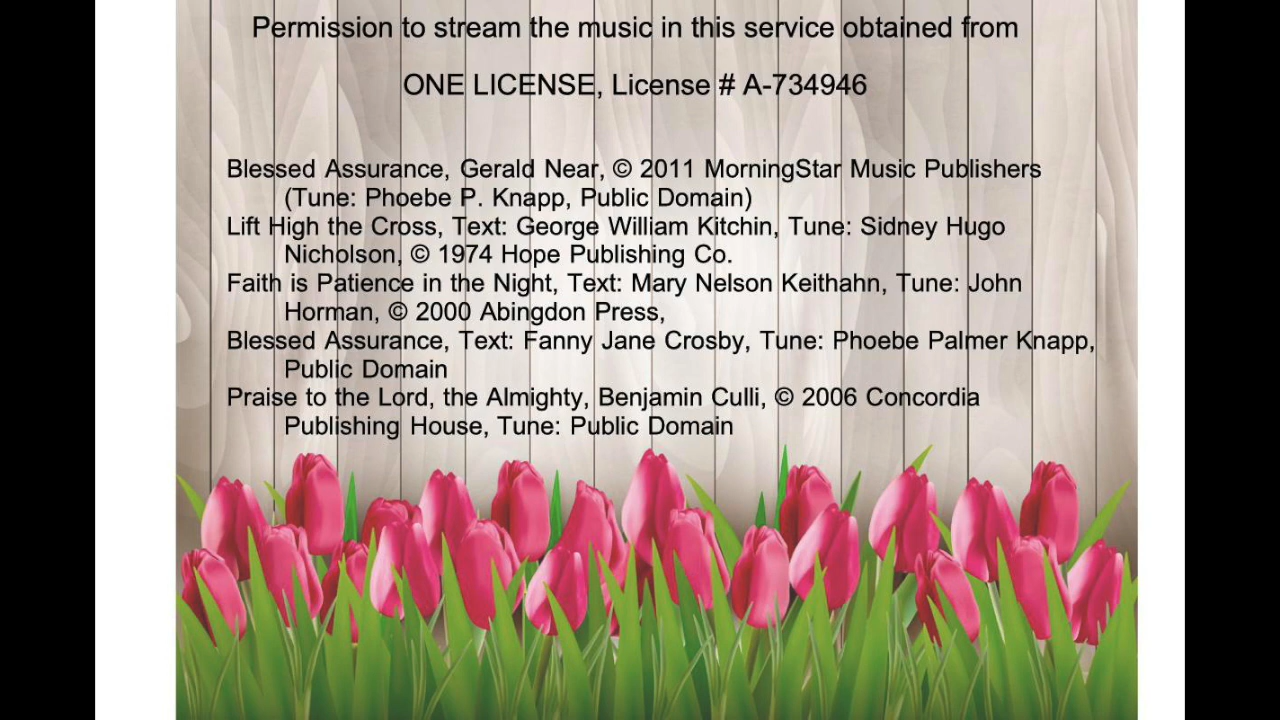 Permission to stream the music in this service obtained from
ONE LICENSE, License # A-734946
Blessed Assurance, Gerald Near, © 2011 MorningStar Music Publishers
(Tune: Phoebe P. Knapp, Public Domain)
Lift High the Cross, Text: George William Kitchin, Tune: Sidney Hugo
Nicholson, © 1974 Hope Publishing Co.
Faith is Patience in the Night, Text: Mary Nelson Keithahn, Tune: John
Horman, © 2000 Abingdon Press,
Blessed Assurance, Text: Fanny Jane Crosby, Tune: Phoebe Palmer Knapp,
Public Domain
Praise to the Lord, the Almighty, Benjamin Culli, © 2006 Concordia
Publishing House, Tune: Public Domain